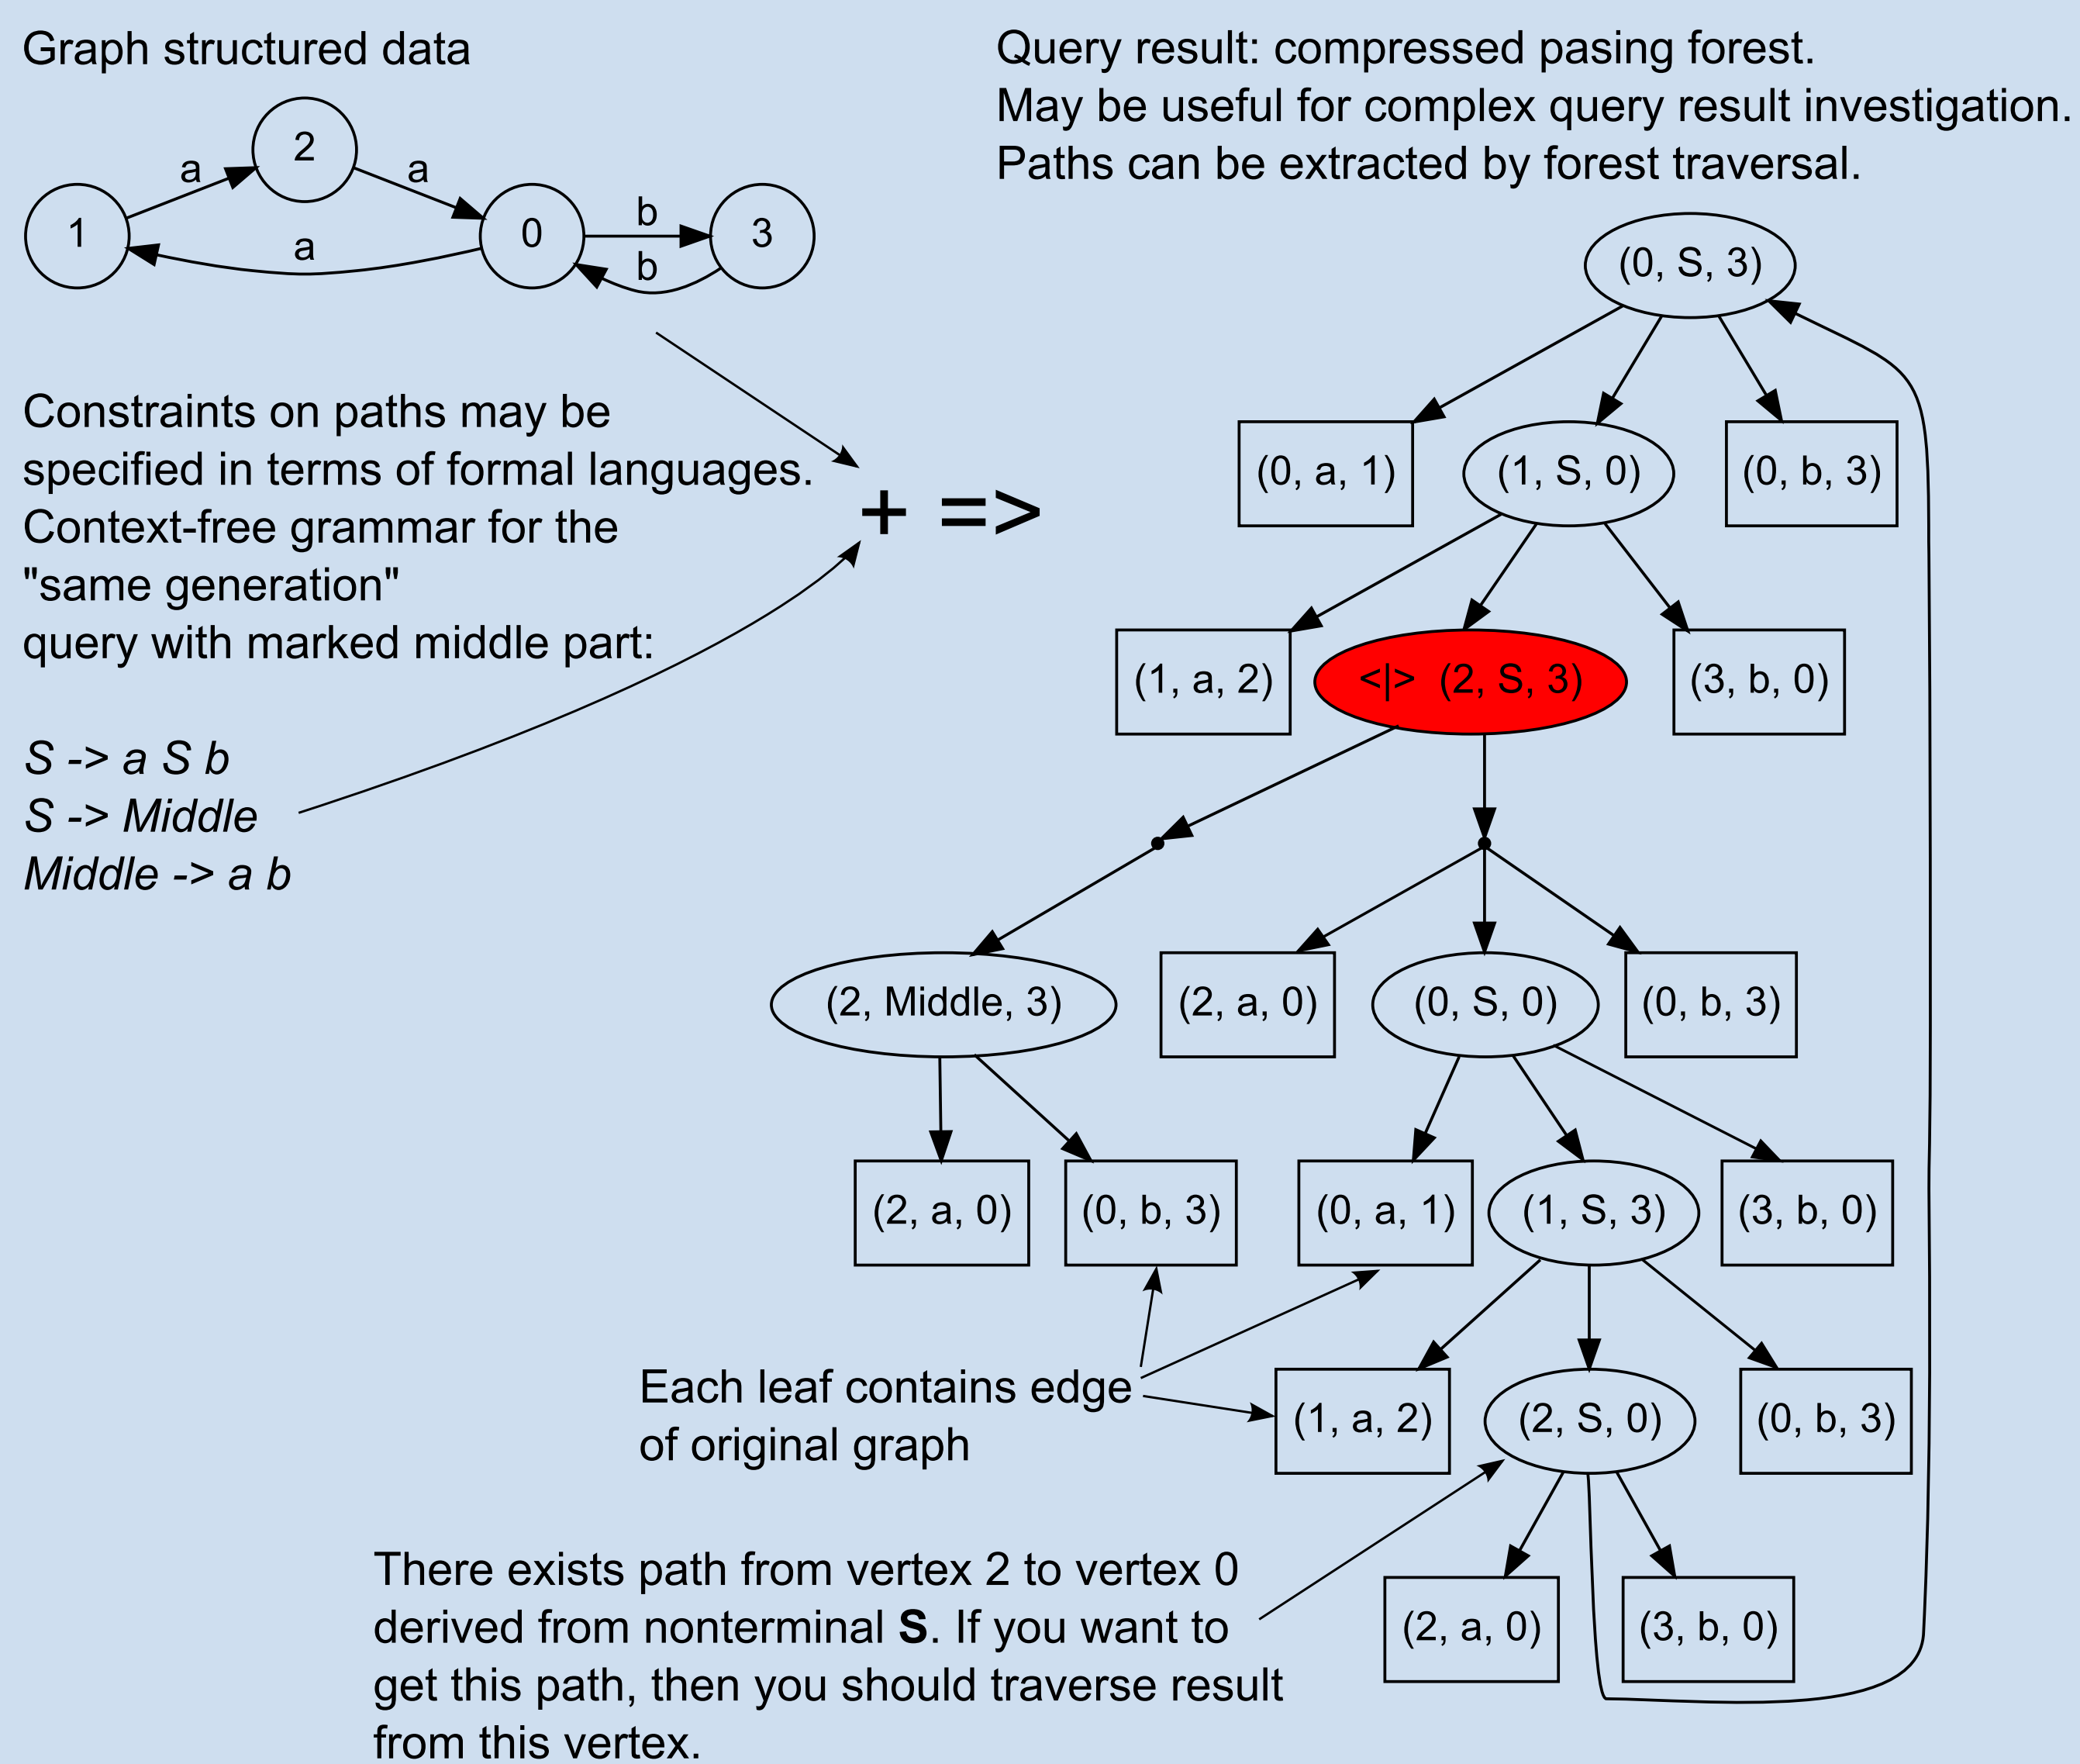 Graph structured data
2
a
a
1
0
b
3
a
b
Query result: compressed pasing forest.
May be useful for complex query result investigation.
Paths can be extracted by forest traversal.
Constraints on paths may be
specified in terms of formal languages.
Context-free grammar for the
"same generation"
query with marked middle part:
S -> a S b
S -> Middle
Middle -> a b
+ =>
(0, S, 3)
(0, a, 1)
(1, S, 0)
(0, b, 3)
(1, a, 2)
<|> (2, S, 3)
(3, b, 0)
(2, Middle, 3)
(2, a, 0)
(0, S, 0)
(0, b, 3)
(2, a, 0)
(0, b, 3)
(0, a, 1)
(1, S, 3)
(3, b, 0)
Each leaf contains edge
of original graph
(1, a, 2)
(2, S, 0)
(0, b, 3)
(2, a, 0)
(3, b, 0)
There exists path from vertex 2 to vertex 0
derived from nonterminal S. If you want to
get this path, then you should traverse result
from this vertex.